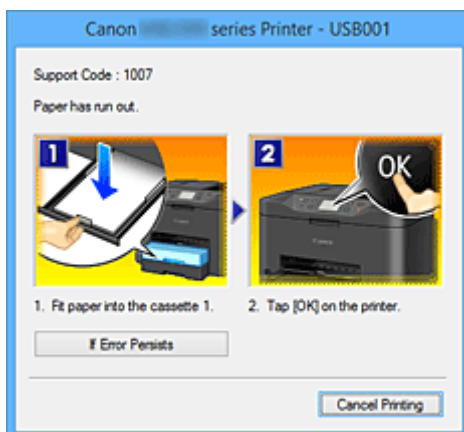 Canon series Printer - USB001
Support Code : 1007
Paper has run out.
1
2
OK
1. Fit paper into the cassette 1.
2. Tap [OK] on the printer.
If Error Persists
Cancel Printing